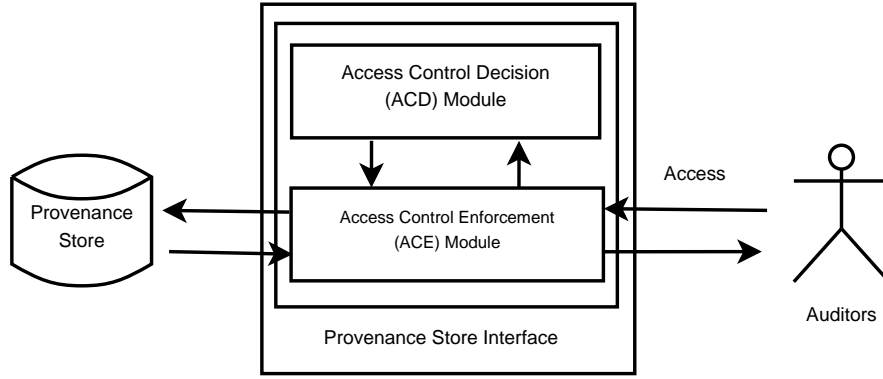 Access Control Decision
(ACD) Module
Access
Provenance
Store
Access Control Enforcement
(ACE) Module
Auditors
Provenance Store Interface